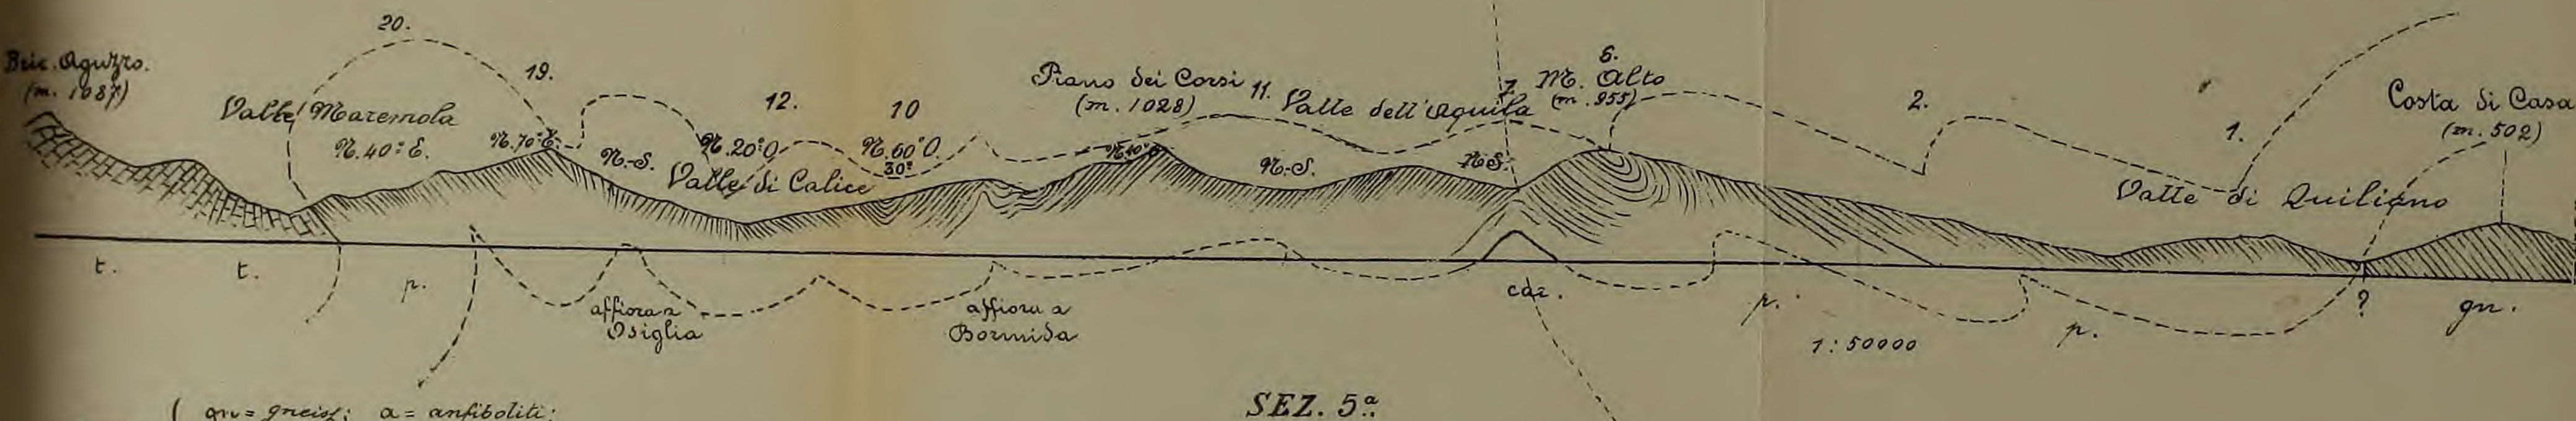 20.
Bric. Aguzzo.
(m. 1087)
Valle Maremola
N. 40° E.
19.
N. 70° E.
N.-S.
12.
N. 20° O.
Valle di Calice
10
N. 60° O.
30°
Piano dei Corsi
(m. 1028)
11.
Valle dell'Aquila
N.-S.
N.S.
7.
6.
M. Alto
(m. 955)
2.
1.
Valle di Quiliano
Costa di Casa
(m. 502)
t.
t.
p.
affiora a
Osiglia
affiora a
Bormida
car.
p.
1:50000
p.
?
gn.
gn = gneiss; a = anfiboliti;
SEZ. 5ª.